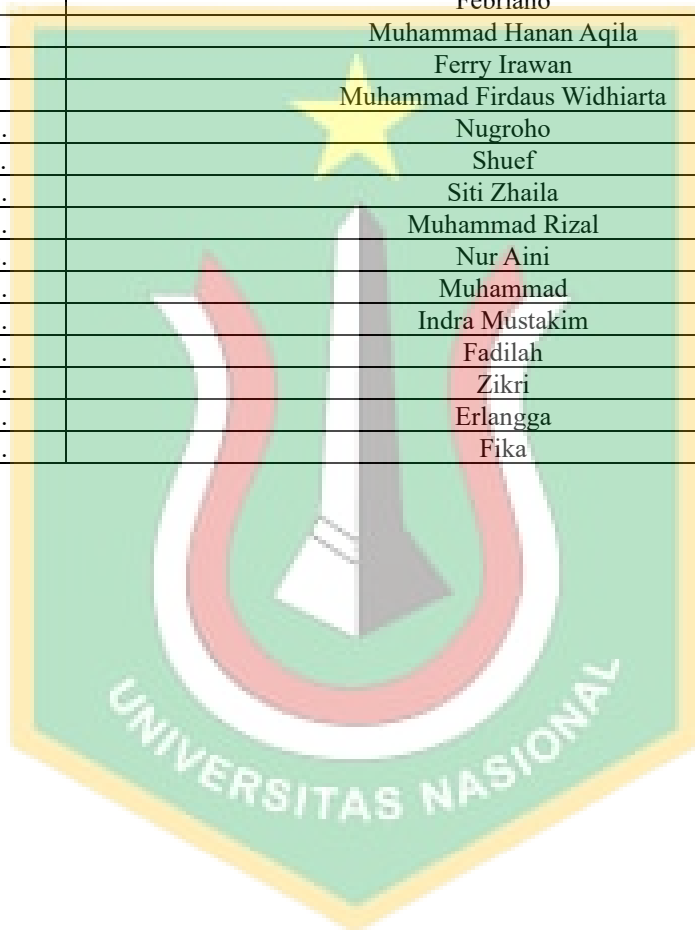 Febriano
Muhammad Hanan Aqila
Ferry Irawan
Muhammad Firdaus Widhiarta
. Nugroho
. Shuef
. Siti Zhaila
. Muhammad Rizal
. Nur Aini
. Muhammad
. Indra Mustakim
. Fadilah
. Zikri
. Erlangga
. Fika
UNIVERSITAS NASIONAL